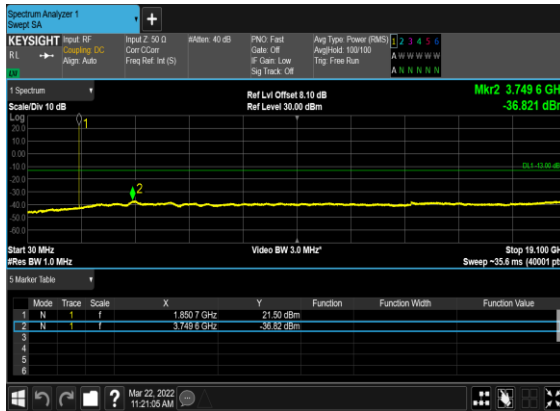 Spectrum Analyzer 1
Swept SA
+
KEYSIGHT Input: RF Input Z: 50 Ω #Atten: 40 dB PNO: Fast Avg Type: Power (RMS) 1 2 3 4 5 6
RL Coupling: DC Corr CCorr Gate: Off Avg|Hold: 100/100 A W W W W W
Align: Auto Freq Ref: Int (S) IF Gain: Low Trig: Free Run
Sig Track: Off A N N N N N
LXI
1 Spectrum Ref Lvl Offset 8.10 dB Mkr2 3.749 6 GH
Scale/Div 10 dB Ref Level 30.00 dBm -36.821 dB
Log
20.0
10.0
0.00
-10.0 DL1 -13.00 dB
-20.0
-30.0
-40.0
-50.0
-60.0
1
2
Start 30 MHz Video BW 3.0 MHz* Stop 19.100 GH
#Res BW 1.0 MHz Sweep ~35.6 ms (40001 pt
5 Marker Table
Mode Trace Scale X Y Function Function Width Function Value
1 N 1 f 1.850 7 GHz 21.50 dBm
2 N 1 f 3.749 6 GHz -36.82 dBm
3
4
5
6
? Mar 22, 2022
11:21:05 AM